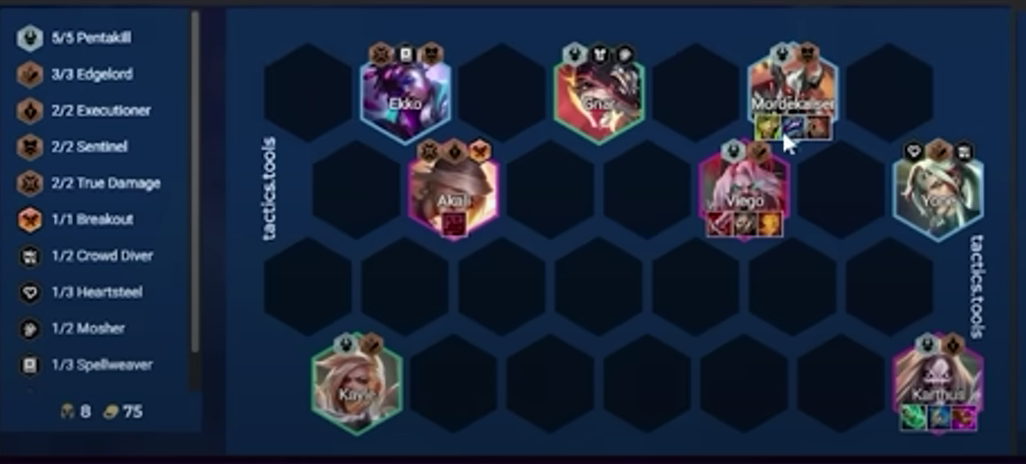 5/5 Pentakill
3/3 Edgelord
2/2 Executioner
2/2 Sentinel
2/2 True Damage
1/1 Breakout
1/2 Crowd Diver
1/3 Heartsteel
1/2 Mosher
1/3 Spellweaver
8 75
tactics.tools
Ekko
Gnar
Mordekaiser
Akali
Viego
Yone
Kayle
Karthus
tactics.tools